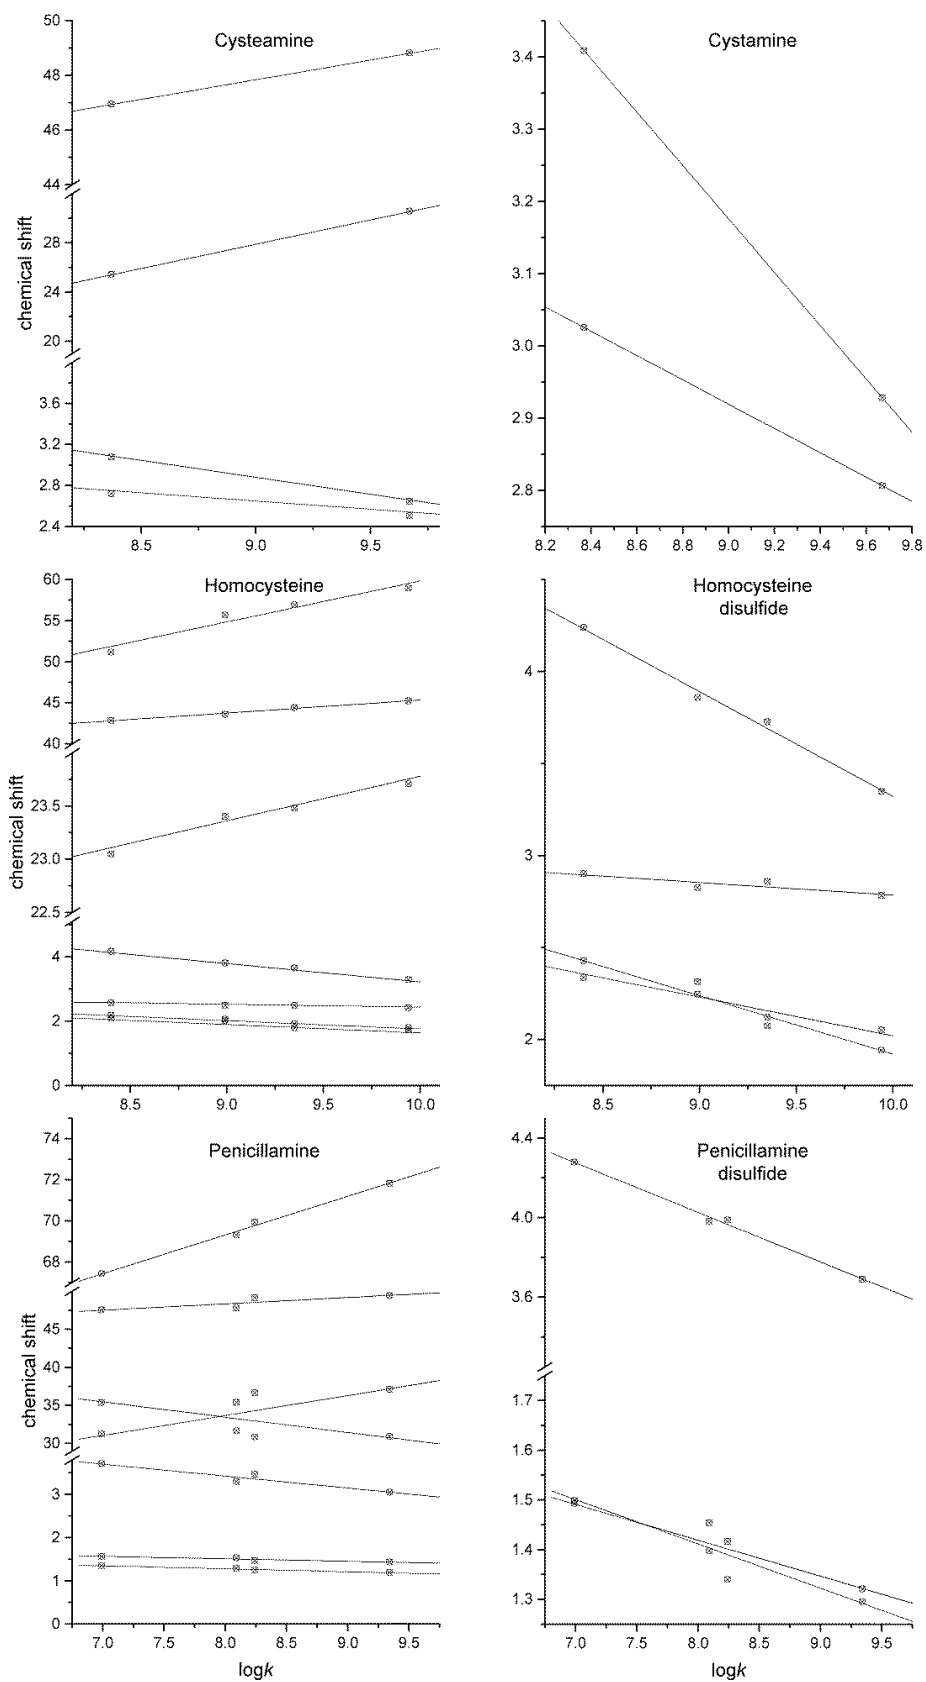 Cysteamine
50
48
46
44
28
24
20
3.6
3.2
2.8
2.4
8.5 9.0 9.5
chemical shift
Cystamine
3.4
3.3
3.2
3.1
3.0
2.9
2.8
8.2 8.4 8.6 8.8 9.0 9.2 9.4 9.6 9.8
Homocysteine
60
55
50
45
40
23.5
23.0
22.5
4
2
0
8.5 9.0 9.5 10.0
chemical shift
Homocysteine
disulfide
4
3
2
8.5 9.0 9.5 10.0
Penicillamine
74
72
70
68
45
40
35
30
3
2
1
0
7.0 8.0 8.5 9.0 9.5
chemical shift
logk
Penicillamine
disulfide
4.4
4.0
3.6
1.7
1.6
1.5
1.4
1.3
7.0 8.0 8.5 9.0 9.5
logk